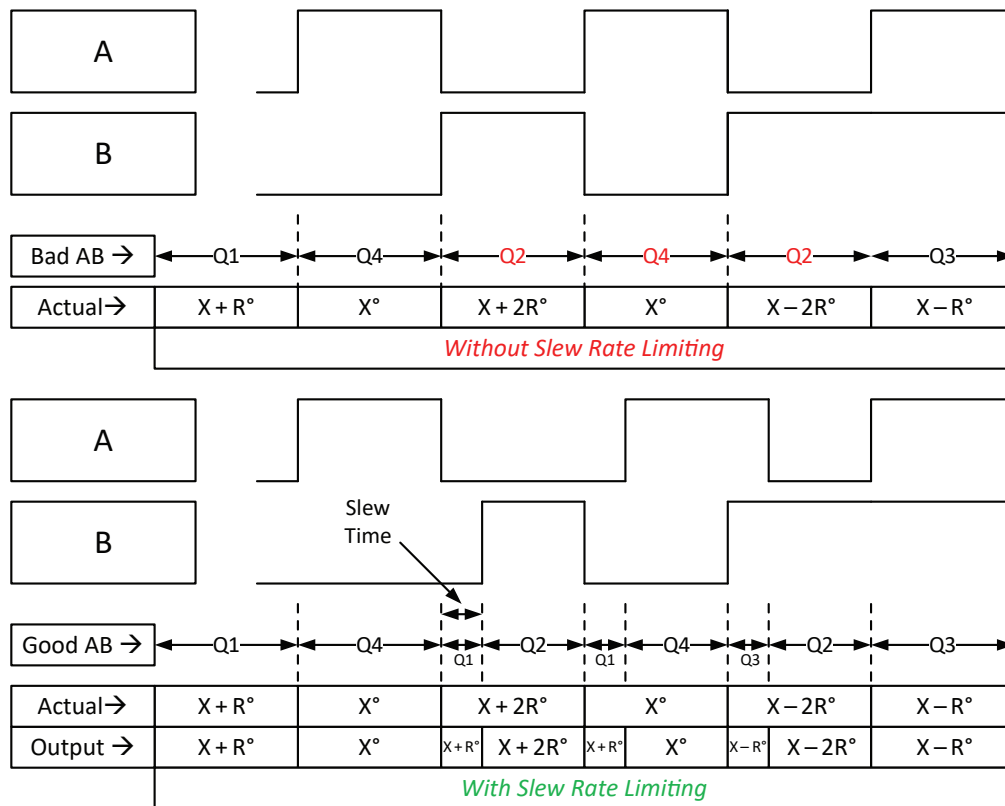 A
B
Bad AB → Q1 Q4 Q2 Q4 Q2 Q3
Actual→ X + R° X° X + 2R° X° X – 2R° X – R°
Without Slew Rate Limiting
A
Slew
Time
B
Good AB → Q1 Q4 Q1 Q2 Q1 Q4 Q3 Q2 Q3
Actual→ X + R° X° X + 2R° X° X – 2R° X – R°
Output → X + R° X° X + R° X + 2R° X + R° X° X – R° X – 2R° X – R°
With Slew Rate Limiting